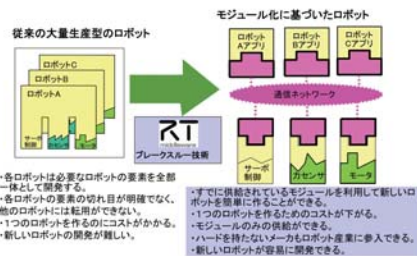 モジュール化に基づいたロボット
従来の大量生産型のロボット
ロボットC
ロボットB
ロボットA
サーボ
制御
力センサ
モータ
RT
middleware
ブレークスルー技術
ロボット
Aアプリ
ロボット
Bアプリ
ロボット
Cアプリ
通信ネットワーク
サーボ
制御
力センサ
モータ
・各ロボットは必要なロボットの要素を全部
一体として開発する。
・各ロボットの要素の切れ目が明確でなく、
他のロボットには転用ができない。
・1つのロボットを作るのにコストがかかる。
・新しいロボットの開発が難しい。
・すでに供給されているモジュールを利用して新しいロ
ボットを簡単に作ることができる。
・1つのロボットを作るためのコストが下がる。
・モジュールのみの供給ができる。
・ハードを持たないメーカもロボット産業に参入できる。
・新しいロボットが容易に開発できる。